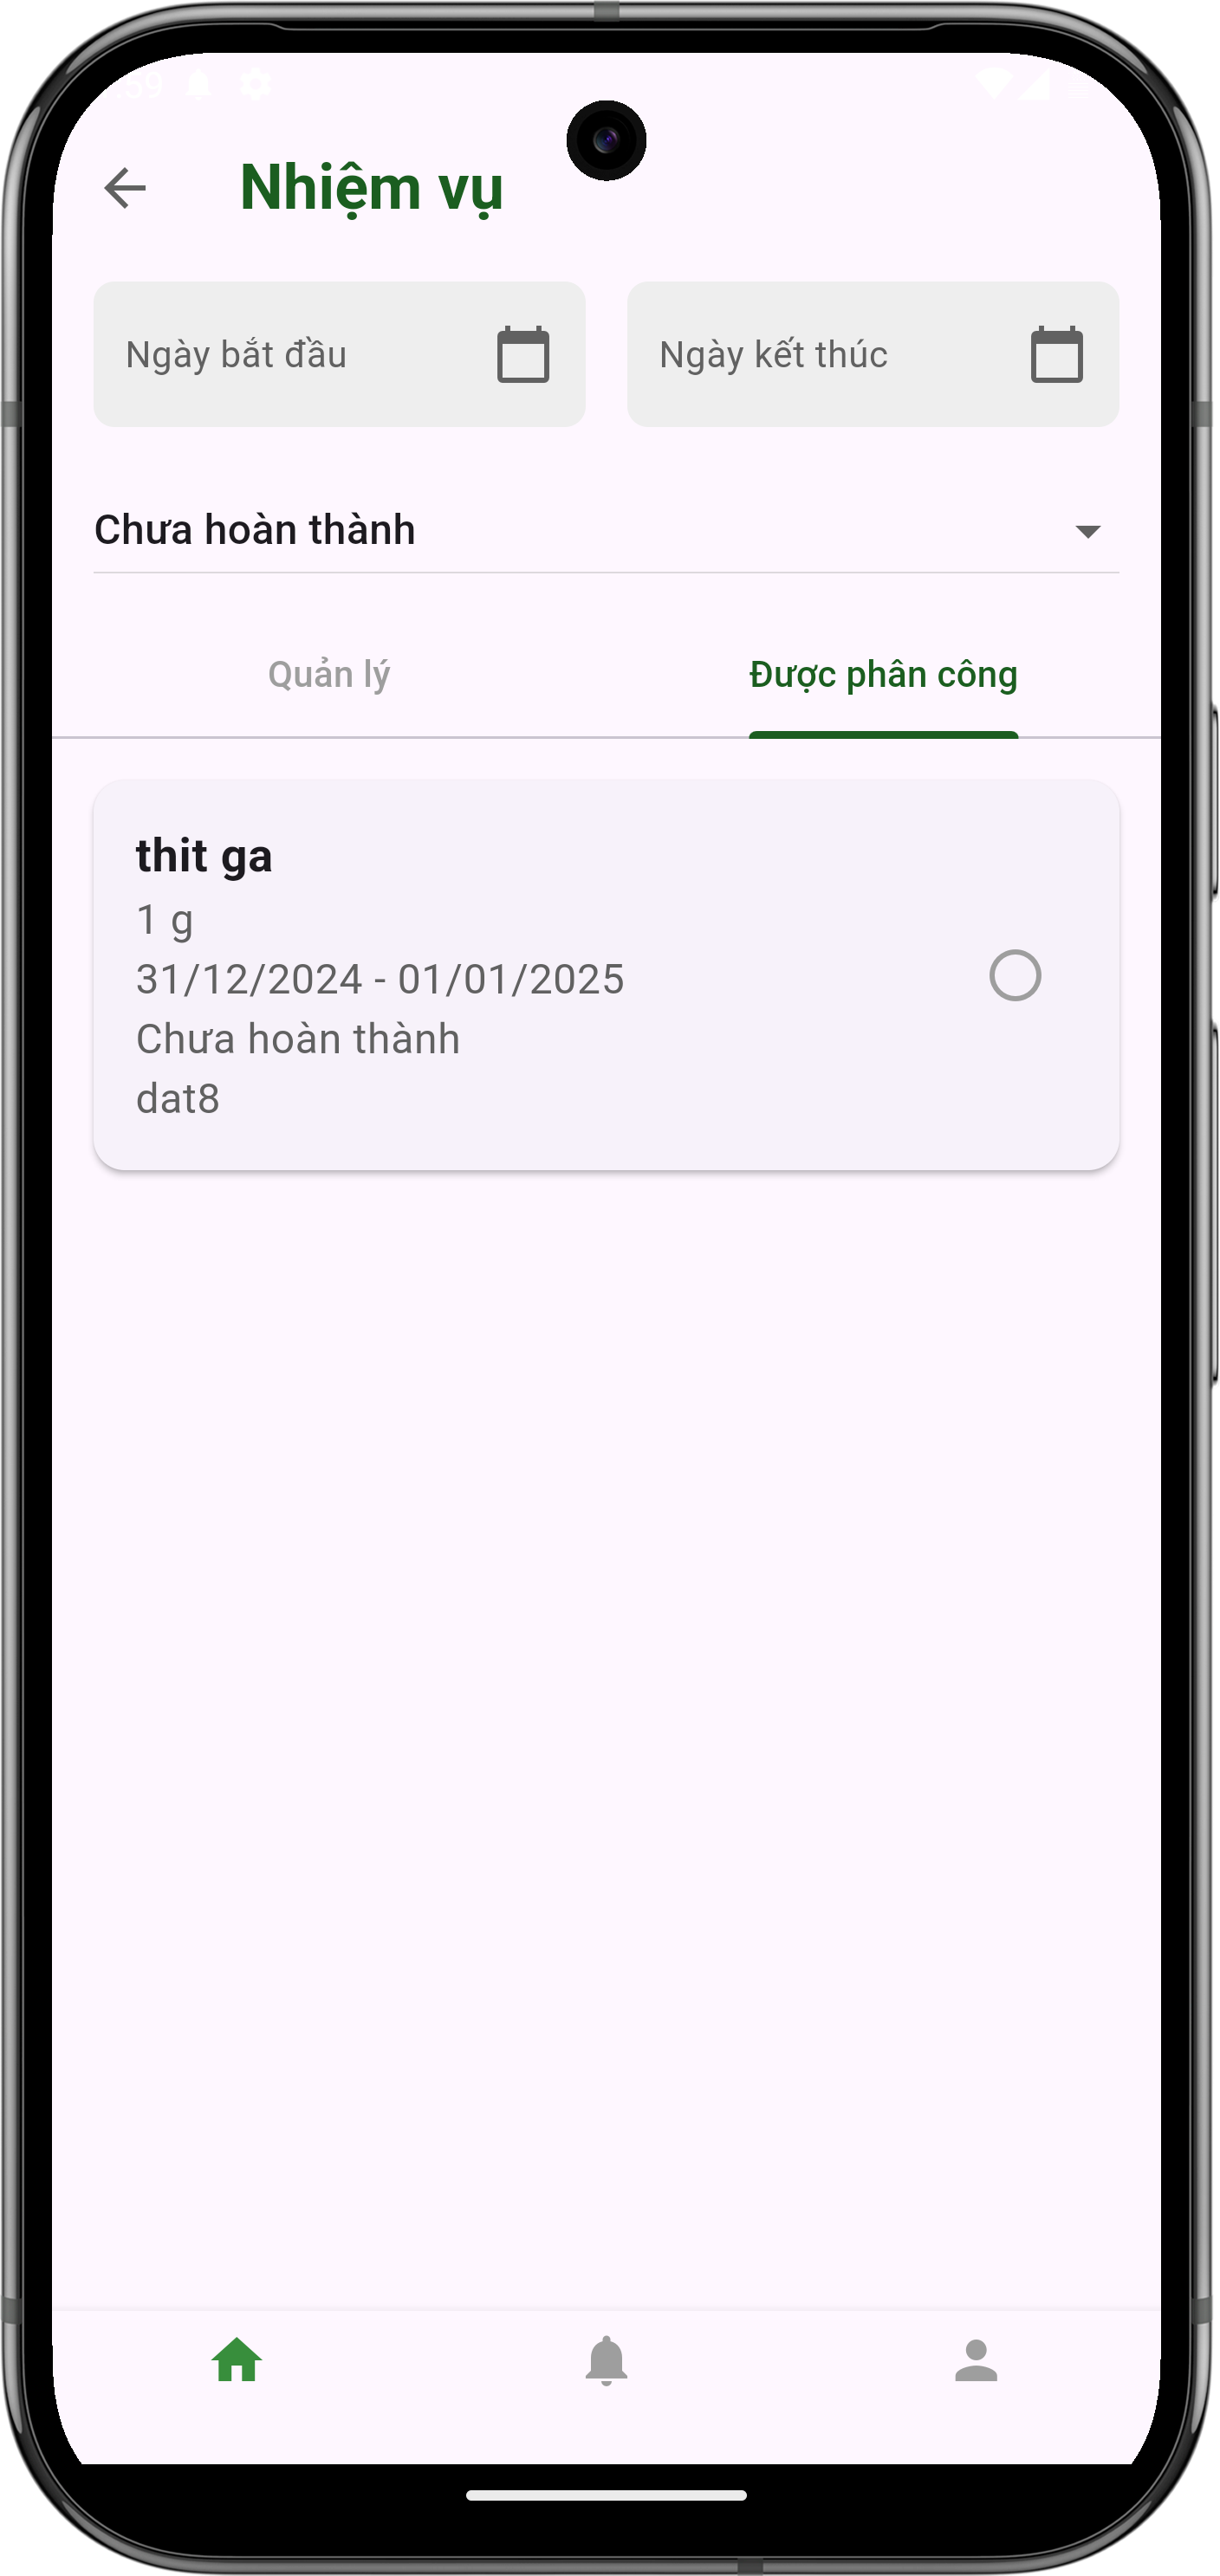 Nhiệm vụ
Ngày bắt đầu
Ngày kết thúc
Chưa hoàn thành
Quản lý
Được phân công
thit ga
1 g
31/12/2024 - 01/01/2025
Chưa hoàn thành
dat8